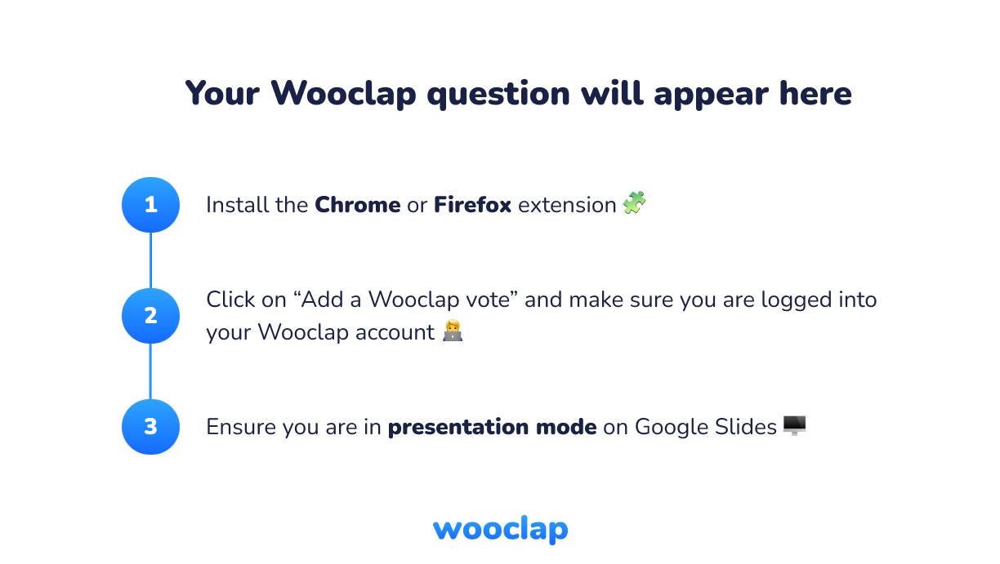 Your Wooclap question will appear here
1
Install the Chrome or Firefox extension
2
Click on “Add a Wooclap vote” and make sure you are logged into
your Wooclap account
3
Ensure you are in presentation mode on Google Slides
wooclap